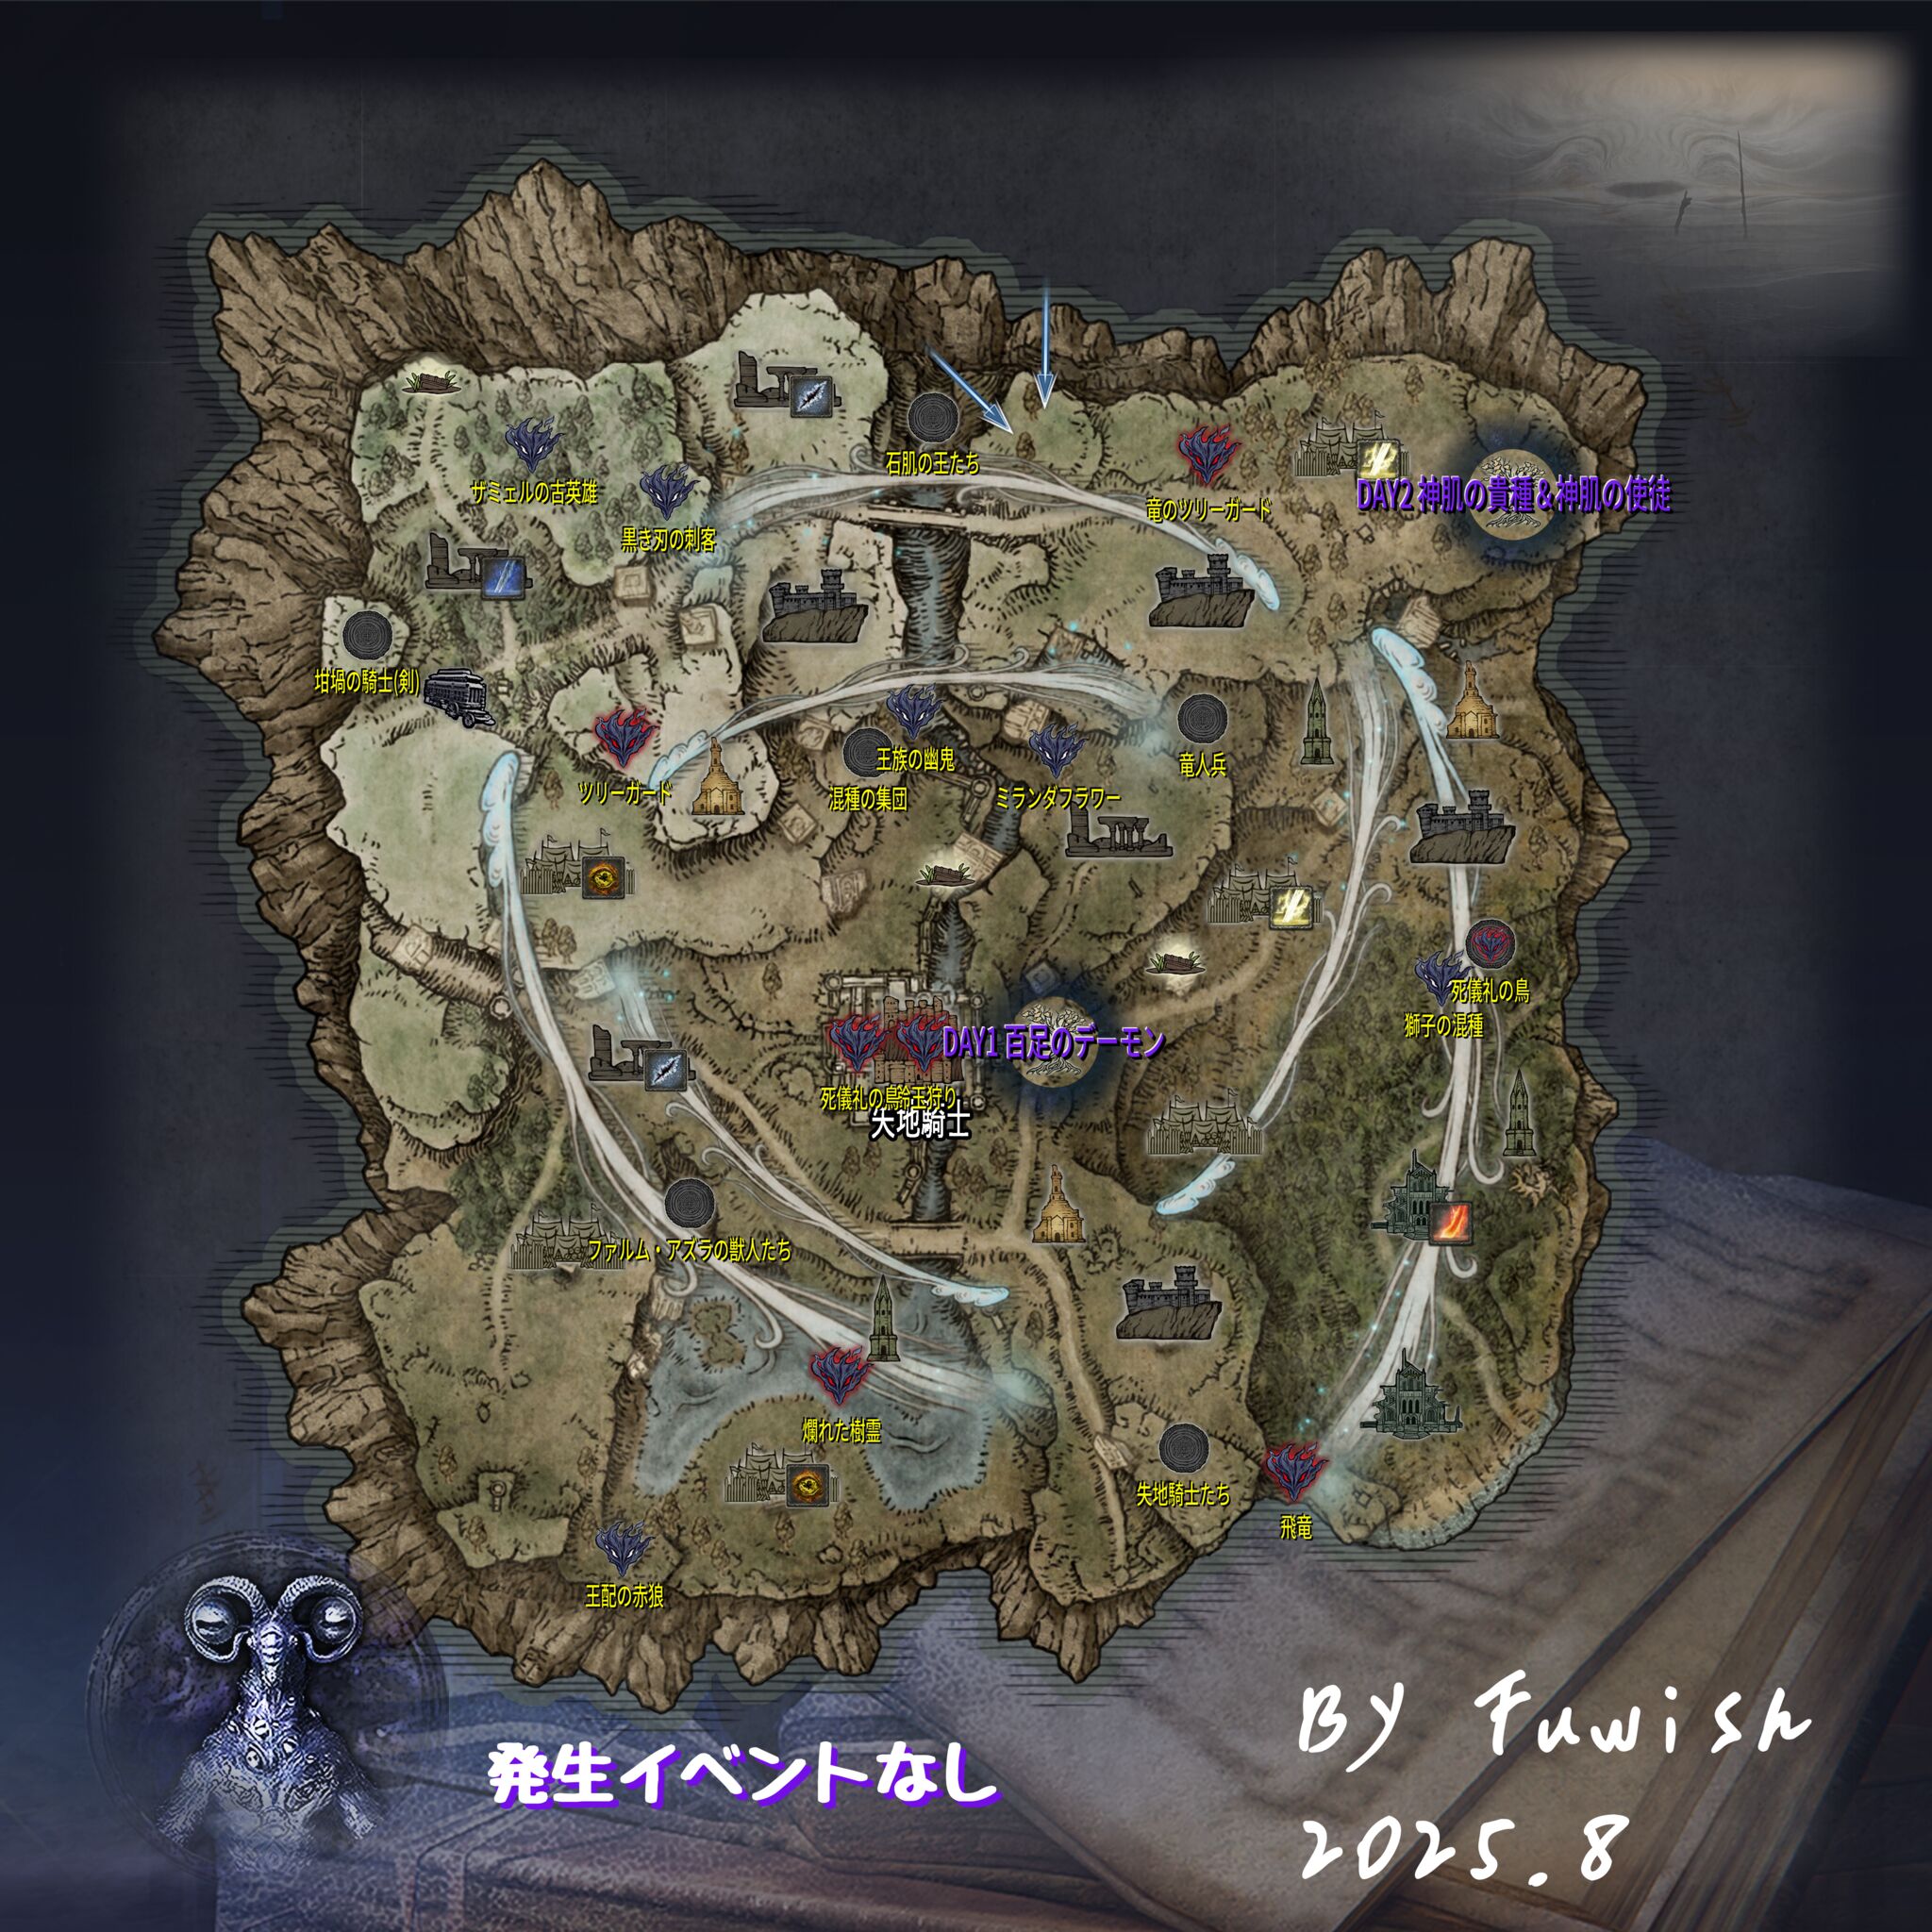 石肌の王たち
ザミェルの古英雄
竜のツリーガード
DAY2 神肌の貴種&神肌の使徒
黒き刃の刺客
坩堝の騎士(剣)
王族の幽鬼
竜人兵
ツリーガード
混種の集団
ミランダフラワー
死儀礼の鳥
獅子の混種
DAY1 百足のデーモン
死儀礼の鳥
鈴玉狩り
失地騎士
ファルム・アズラの獣人たち
爛れた樹霊
失地騎士たち
飛竜
王配の赤狼
発生イベントなし
BY Fuwish
2025.8